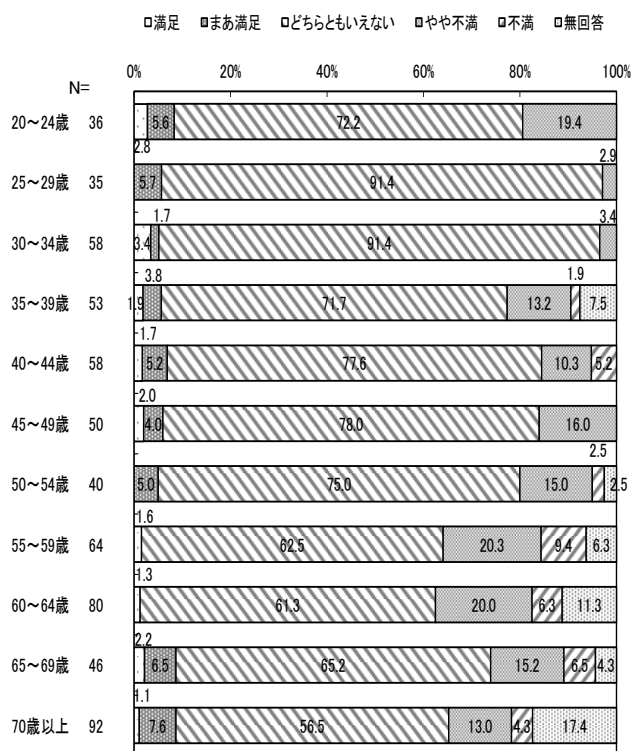 満足 まあ満足 どちらともいえない やや不満 不満 無回答
0% 20% 40% 60% 80% 100%
N=
20～24歳 36 5.6 72.2 19.4
2.8 2.9
25～29歳 35 5.7 91.4
1.7 3.4
30～34歳 58 3.4 91.4
3.8 1.9
35～39歳 53 1.9 71.7 13.2 7.5
1.7
40～44歳 58 5.2 77.6 10.3 5.2
2.0
45～49歳 50 4.0 78.0 16.0
2.5
50～54歳 40 5.0 75.0 15.0 2.5
1.6
55～59歳 64 62.5 20.3 9.4 6.3
1.3
60～64歳 80 61.3 20.0 6.3 11.3
2.2
65～69歳 46 6.5 65.2 15.2 6.5 4.3
1.1
70歳以上 92 7.6 56.5 13.0 4.3 17.4